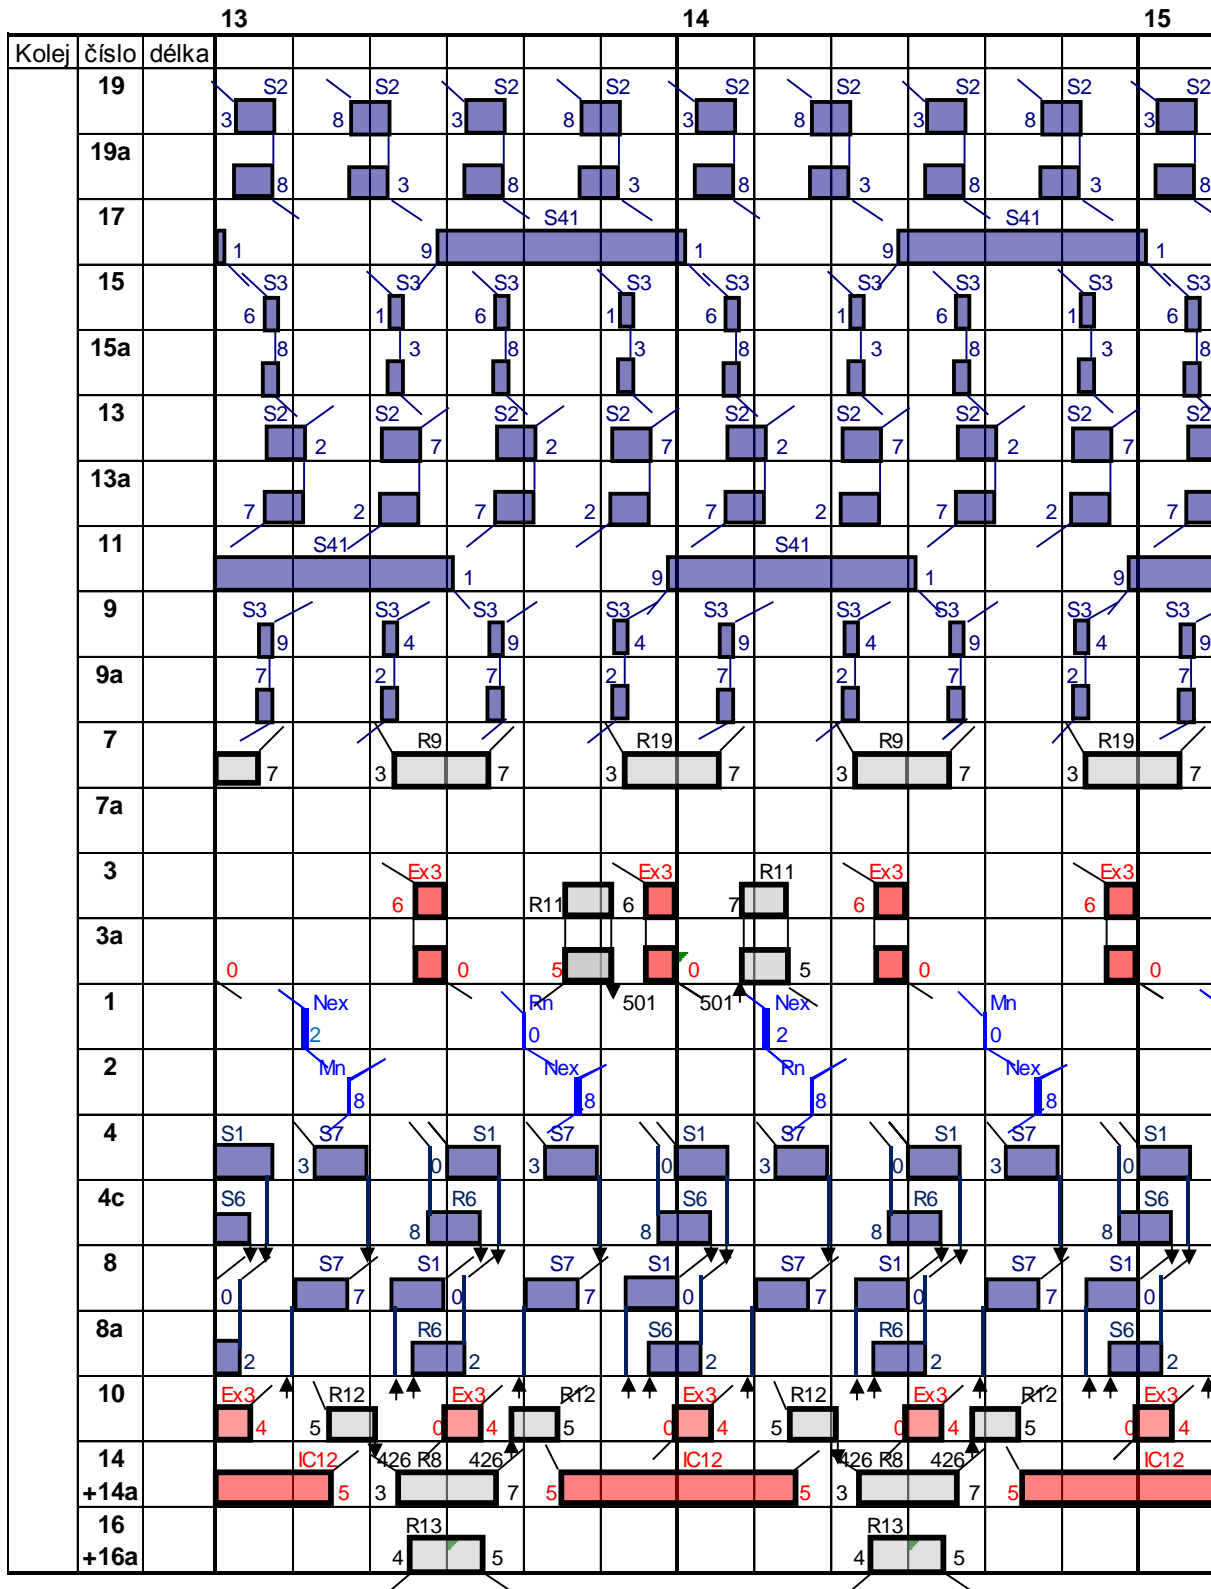 13 14 15
Kolej číslo délka
19 S2 S2 S2 S2 S2 S2 S2 S2 S2
3 8 3 8 3 8 3 8 3
19a
8 3 8 3 8 3 8 3 8
17 S41 S41
1 9 1 9 1
15 S3 S3 S3 S3 S3 S3 S3 S3 S3
6 1 6 1 6 1 6 1 6
15a 8 3 8 3 8 3 8 3 8
13 S2 S2 S2 S2 S2 S2 S2 S2 S2
2 7 2 7 2 7 2 7
13a
7 2 7 2 7 2 7 2 7
11 S41 S41
1 9 1 9
9 S3 S3 S3 S3 S3 S3 S3 S3 S3
9 4 9 4 9 4 9 4 9
9a 7 2 7 2 7 2 7 2 7
7 R9 R19 R9 R19
7 3 7 3 7 3 7 3 7
7a
3 Ex3 Ex3 R11 Ex3 Ex3
6 R11 6 7 6 6
3a
0 0 5 0 5 0 0
1 Nex Rn 501 501 Nex Mn
2 0 2 0
2 Mn Nex Rn Nex
8 8 8 8
4 S1 S7 S1 S7 S1 S7 S1 S7 S1
3 0 3 0 3 0 3 0
4c S6 R6 S6 R6 S6
8 8 8 8
8 S7 S1 S7 S1 S7 S1 S7 S1
0 7 0 7 0 7 0 7 0
8a R6 S6 R6 S6
2 2 2 2 2
10 Ex3 R12 Ex3 R12 Ex3 R12 Ex3 R12 Ex3
4 5 0 4 5 0 4 5 0 4 5 0 4
14 IC12 426 R8 426 IC12 426 R8 426 IC12
+14a 5 3 7 5 5 3 7 5
16 R13 R13
+16a 4 5 4 5